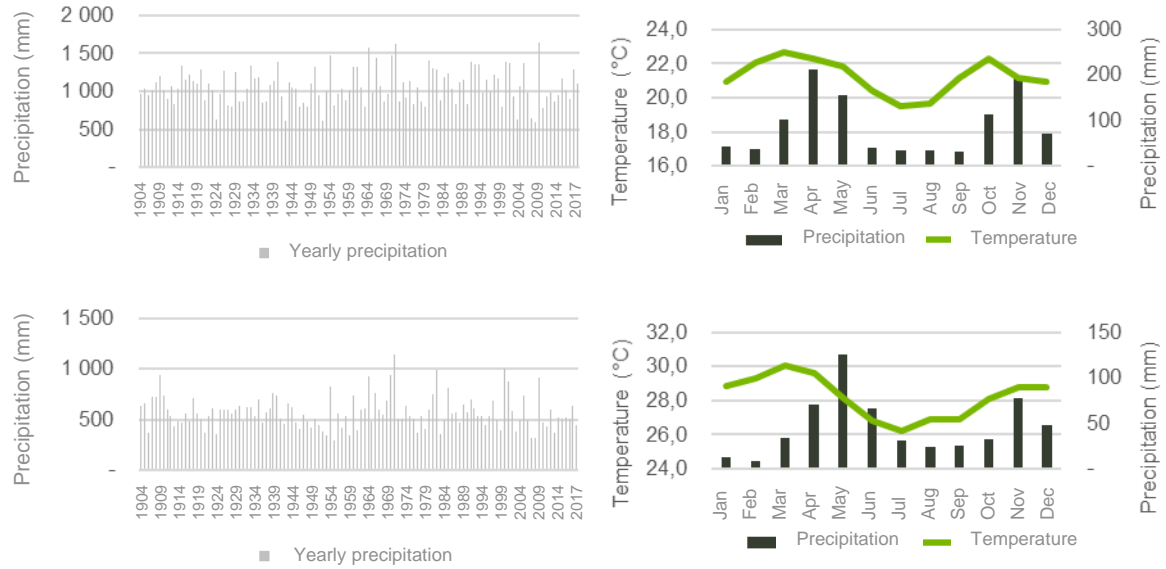 Precipitation (mm)
2 000
1 500
1 000
500
-
1904 1909 1914 1919 1924 1929 1934 1939 1944 1949 1954 1959 1964 1969 1974 1979 1984 1989 1994 1999 2004 2009 2017
Yearly precipitation
Temperature (°C)
24,0
22,0
20,0
18,0
16,0
300
200
100
-
Precipitation (mm)
Jan Feb Mar Apr May Jun Jul Aug Sep Oct Nov Dec
Precipitation Temperature
Precipitation (mm)
1 500
1 000
500
-
1904 1909 1914 1919 1924 1929 1934 1939 1944 1949 1954 1959 1964 1969 1974 1979 1984 1989 1994 1999 2004 2009 2017
Yearly precipitation
Temperature (°C)
32,0
30,0
28,0
26,0
24,0
150
100
50
-
Precipitation (mm)
Jan Feb Mar Apr May Jun Jul Aug Sep Oct Nov Dec
Precipitation Temperature